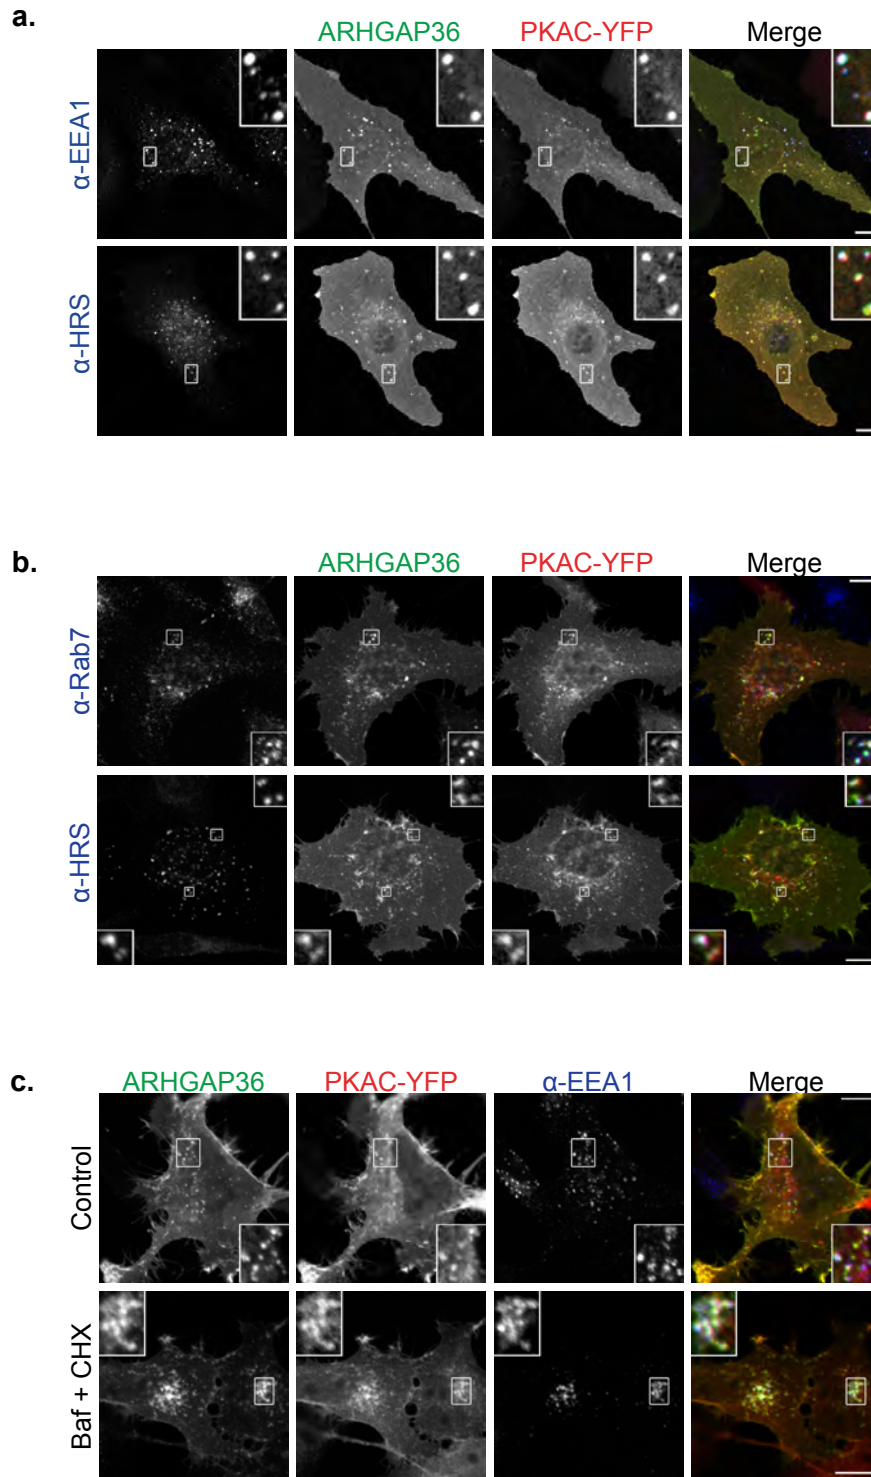 a.
ARHGAP36 PKAC-YFP Merge
α-EEA1
α-HRS
b.
ARHGAP36 PKAC-YFP Merge
α-Rab7
α-HRS
c.
ARHGAP36 PKAC-YFP α-EEA1 Merge
Control
Baf + CHX